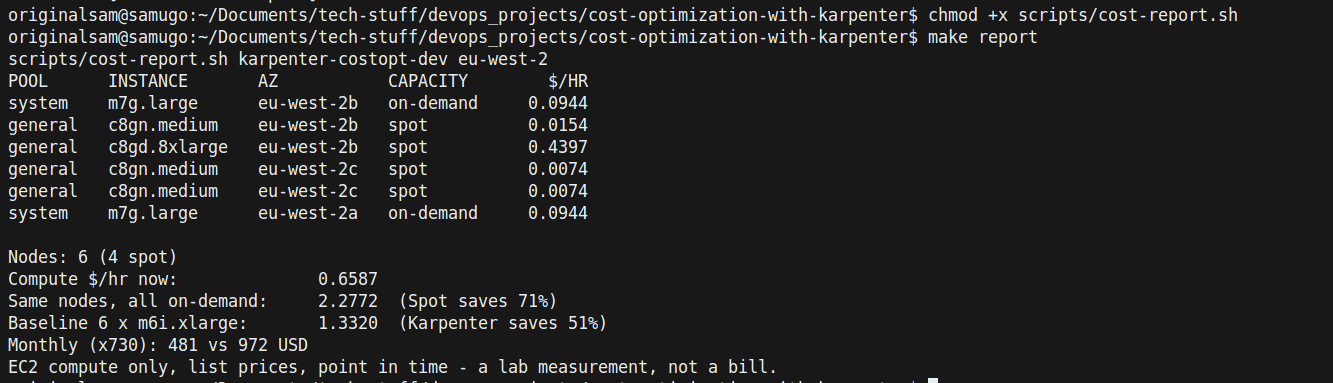 originalsam@samugo:~/Documents/tech-stuff/devops_projects/cost-optimization-with-karpenter$ chmod +x scripts/cost-report.sh
originalsam@samugo:~/Documents/tech-stuff/devops_projects/cost-optimization-with-karpenter$ make report
scripts/cost-report.sh karpenter-costopt-dev eu-west-2
POOL      INSTANCE       AZ           CAPACITY        $/HR
system    m7g.large      eu-west-2b   on-demand     0.0944
general   c8gn.medium    eu-west-2b   spot          0.0154
general   c8gd.8xlarge   eu-west-2b   spot          0.4397
general   c8gn.medium    eu-west-2c   spot          0.0074
general   c8gn.medium    eu-west-2c   spot          0.0074
system    m7g.large      eu-west-2a   on-demand     0.0944
Nodes: 6 (4 spot)
Compute $/hr now:              0.6587
Same nodes, all on-demand:     2.2772  (Spot saves 71%)
Baseline 6 x m6i.xlarge:       1.3320  (Karpenter saves 51%)
Monthly (x730): 481 vs 972 USD
EC2 compute only, list prices, point in time - a lab measurement, not a bill.